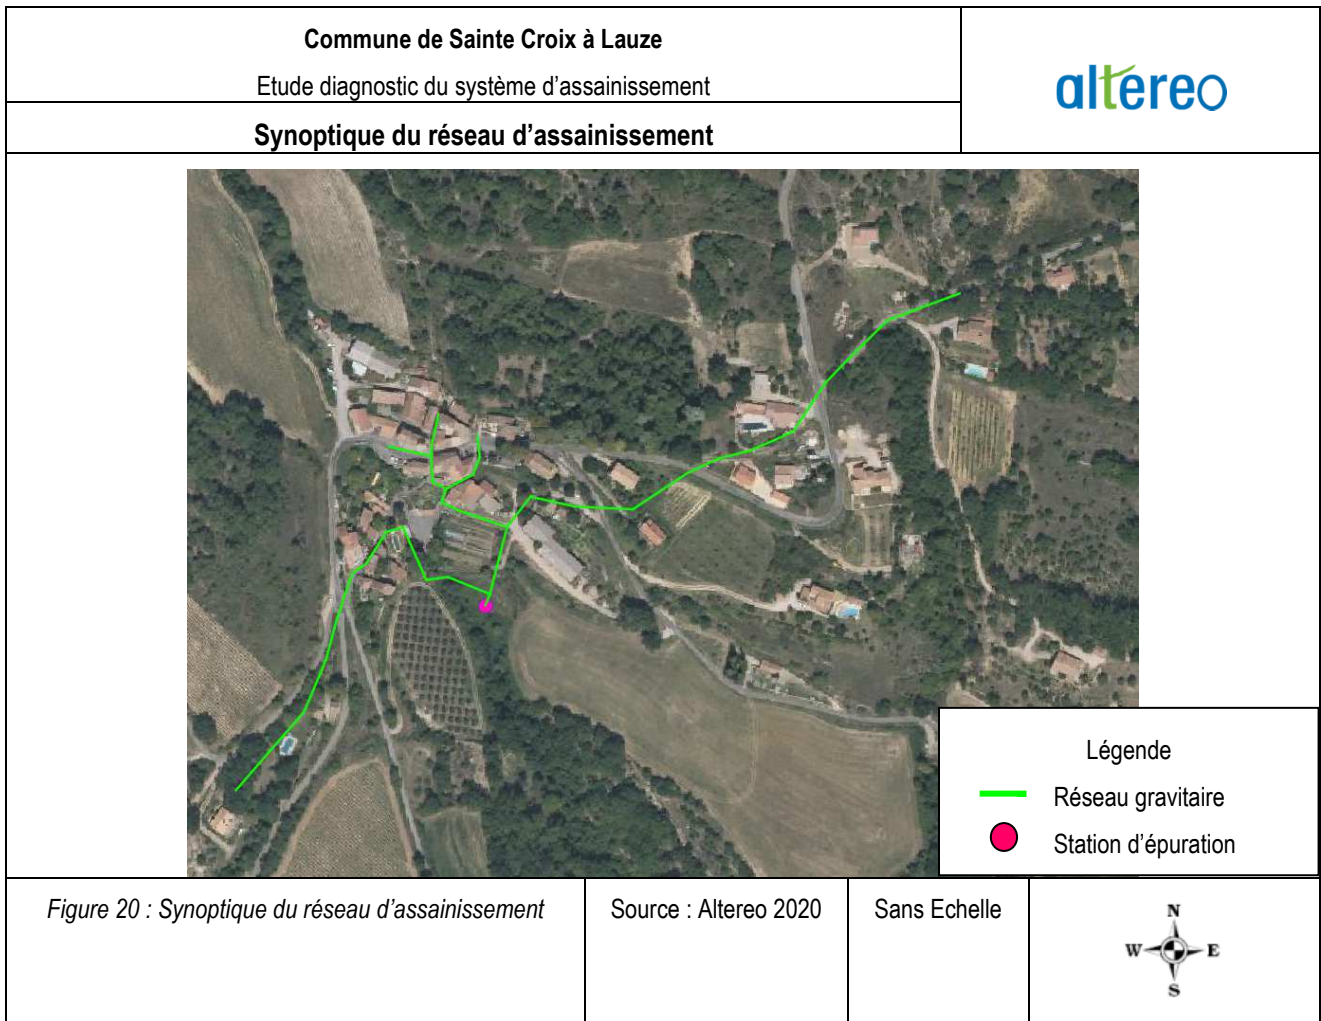 Commune de Sainte Croix à Lauze
Etude diagnostic du système d'assainissement
altereo
Synoptique du réseau d'assainissement
Légende
Réseau gravitaire
Station d'épuration
Figure 20 : Synoptique du réseau d'assainissement
Source : Altereo 2020
Sans Echelle
N
W E
S